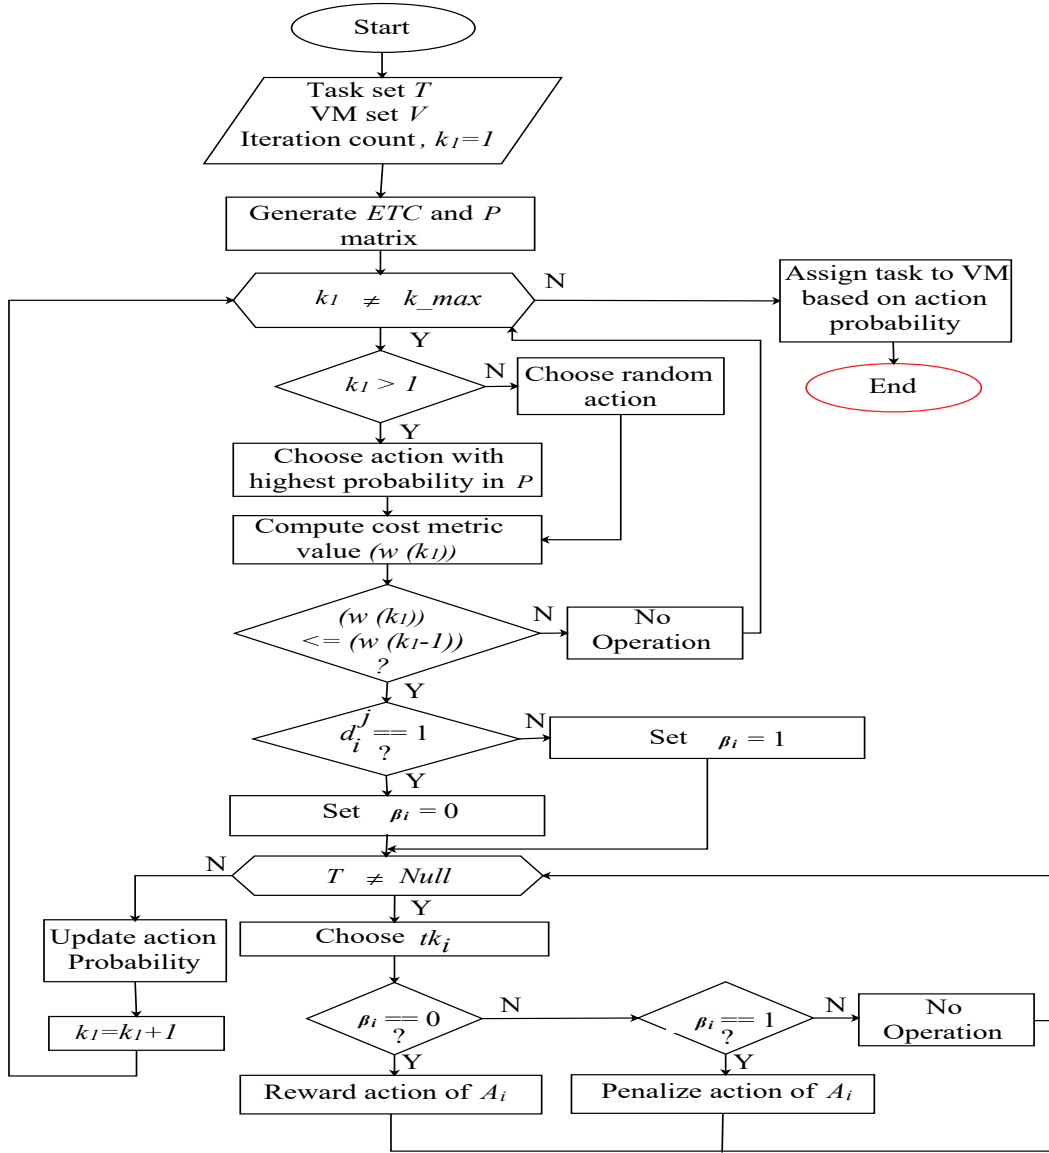 Start
Task set T
VM set V
Iteration count , k₁=1
Generate ETC and P
matrix
k₁ ≠ k_max
N
Assign task to VM
based on action
probability
Y
k₁ > 1
N
Choose random
action
End
Y
Choose action with
highest probability in P
Compute cost metric
value (w (k₁))
(w (k₁))
<= (w (k₁-1))
?
N
No
Operation
Y
dᵢʲ == 1
?
N
Set βᵢ = 1
Y
Set βᵢ = 0
N
T ≠ Null
Y
Update action
Probability
Choose tkᵢ
k₁=k₁+1
βᵢ == 0
?
N
βᵢ == 1
?
N
No
Operation
Y
Y
Reward action of Aᵢ
Penalize action of Aᵢ